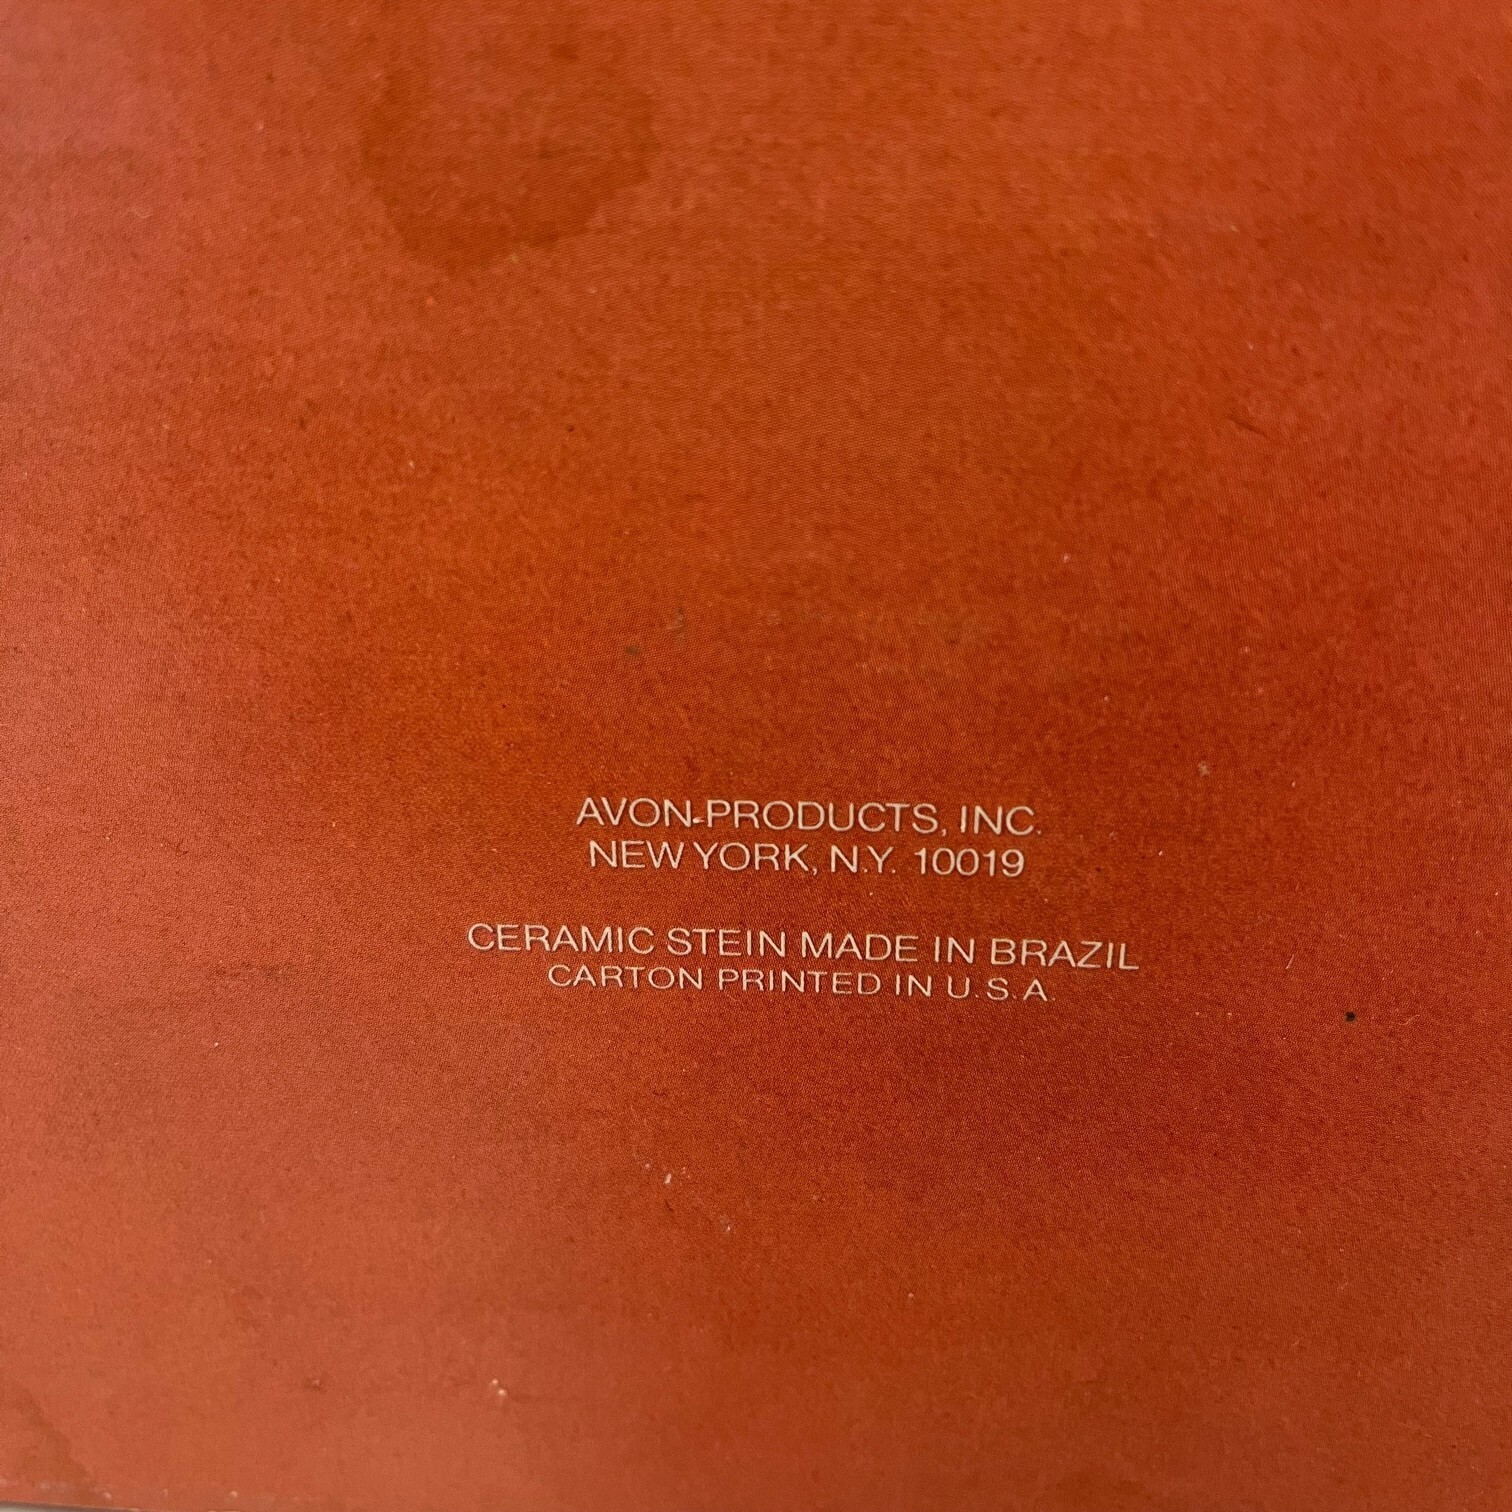 AVON PRODUCTS, INC.
NEW YORK, N.Y. 10019
CERAMIC STEIN MADE IN BRAZIL
CARTON PRINTED IN U.S.A.